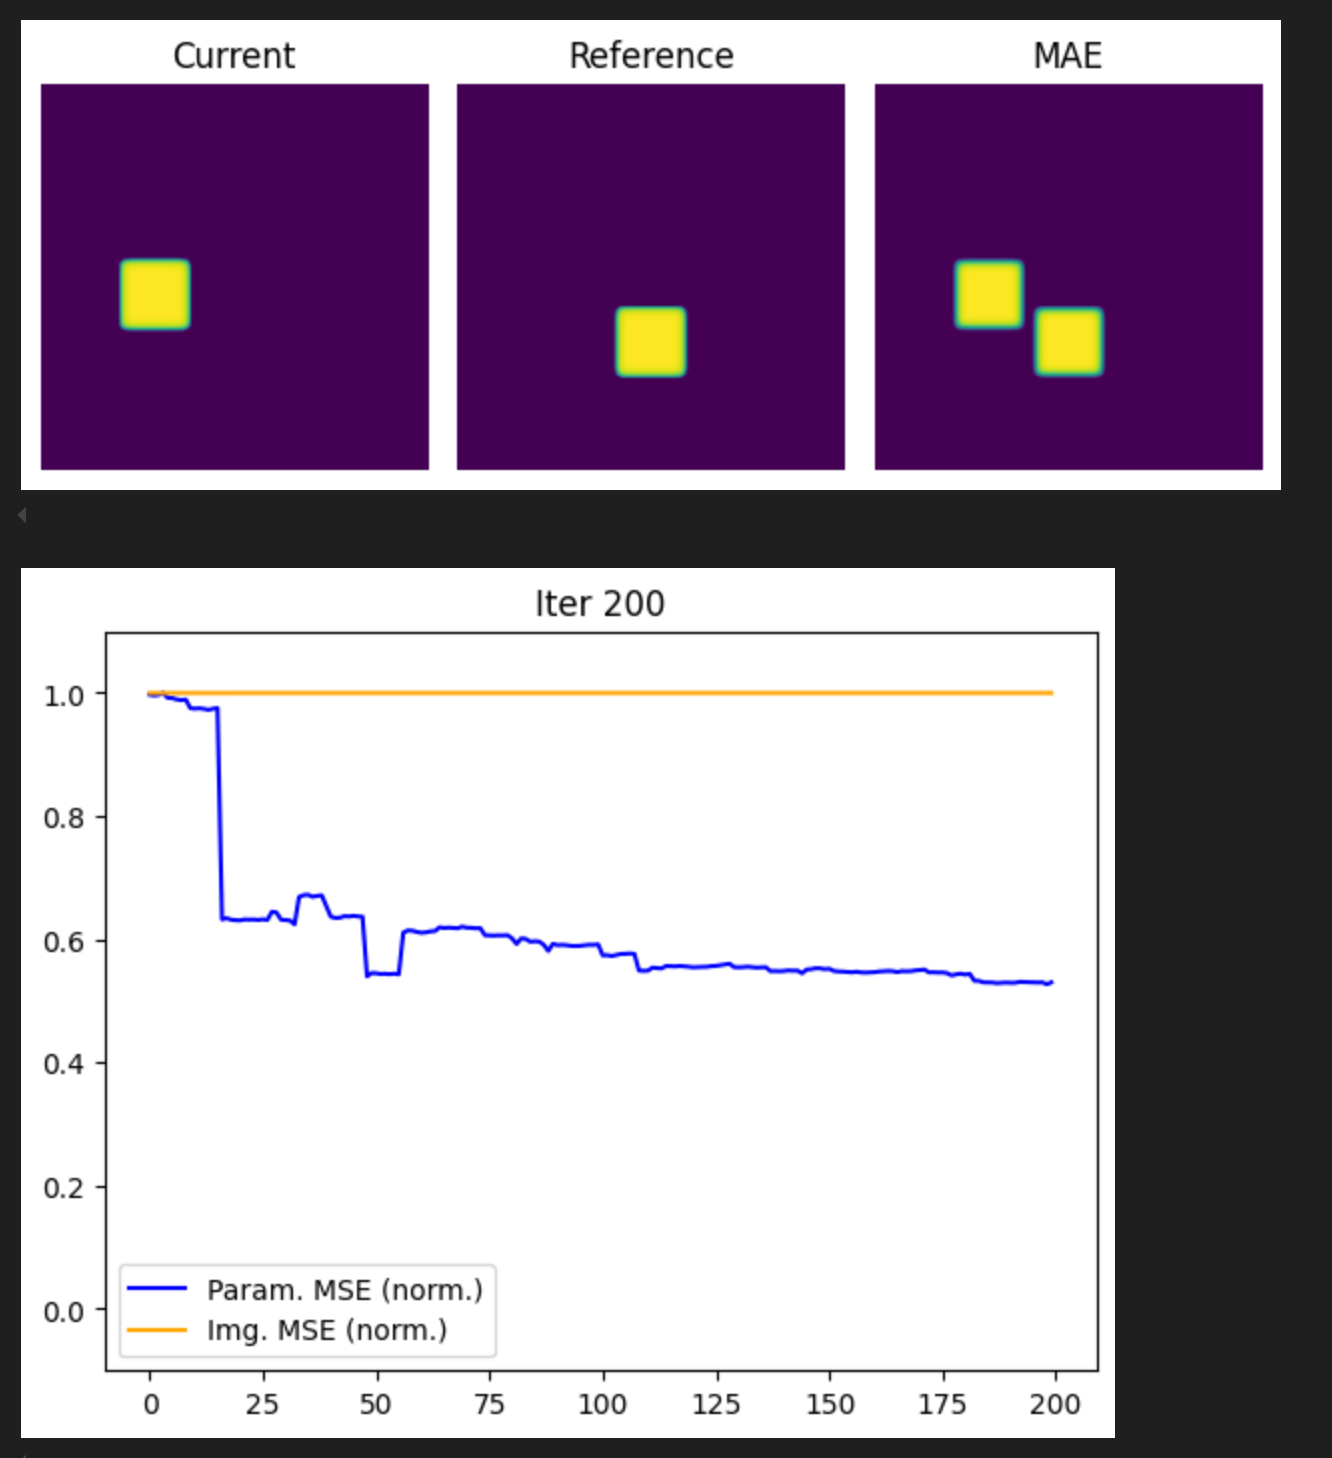 Current Reference MAE
Iter 200
1.0
0.8
0.6
0.4
0.2
0.0
Param. MSE (norm.)
Img. MSE (norm.)
0 25 50 75 100 125 150 175 200